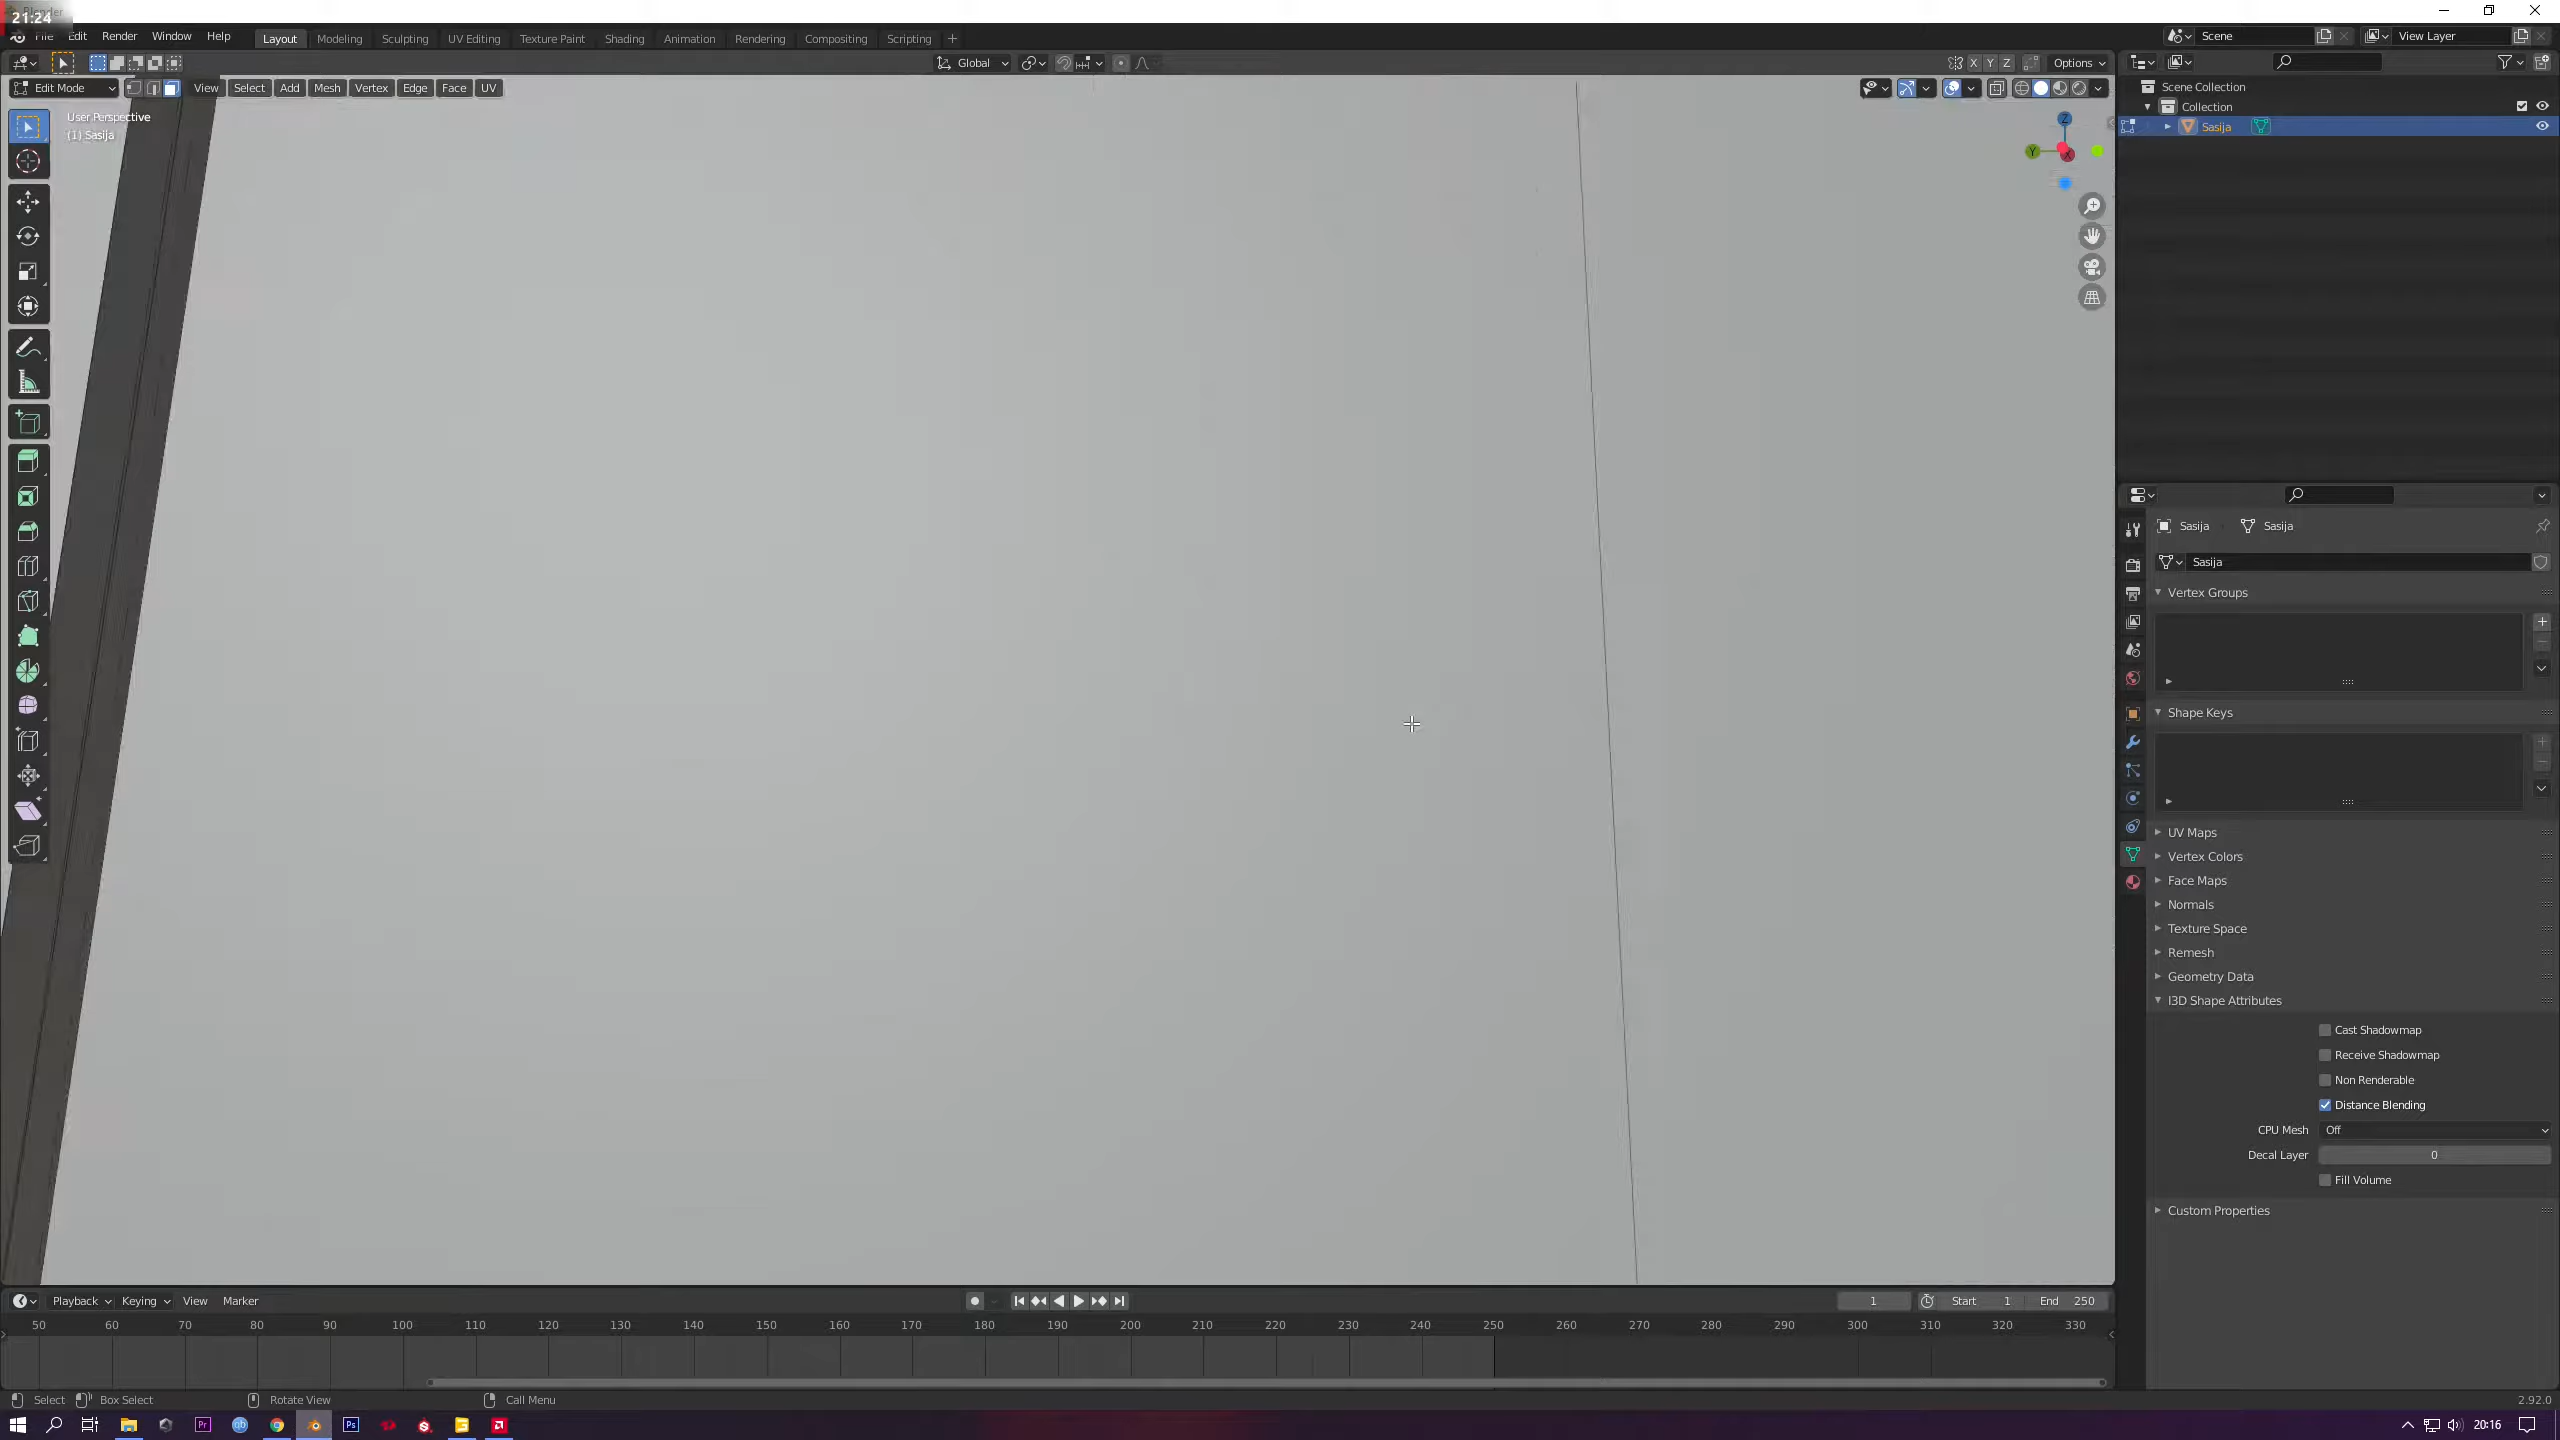 21:24
File Edit Render Window Help Layout Modeling Sculpting UV Editing Texture Paint Shading Animation Rendering Compositing Scripting Scene View Layer
Global X Y Z Options
Edit Mode View Select Add Mesh Vertex Edge Face UV
User Perspective
(1) Sasija
Z
Y
X
Scene Collection
Collection
Sasija
Sasija Sasija
Sasija
Vertex Groups
Shape Keys
UV Maps
Vertex Colors
Face Maps
Normals
Texture Space
Remesh
Geometry Data
I3D Shape Attributes
Cast Shadowmap
Receive Shadowmap
Non Renderable
Distance Blending
CPU Mesh Off
Decal Layer 0
Fill Volume
Custom Properties
Playback Keying View Marker 1 Start 1 End 250
50 60 70 80 90 100 110 120 130 140 150 160 170 180 190 200 210 220 230 240 250 260 270 280 290 300 310 320 330
Select Box Select Rotate View Call Menu 2.92.0
Pr Ps 20:16